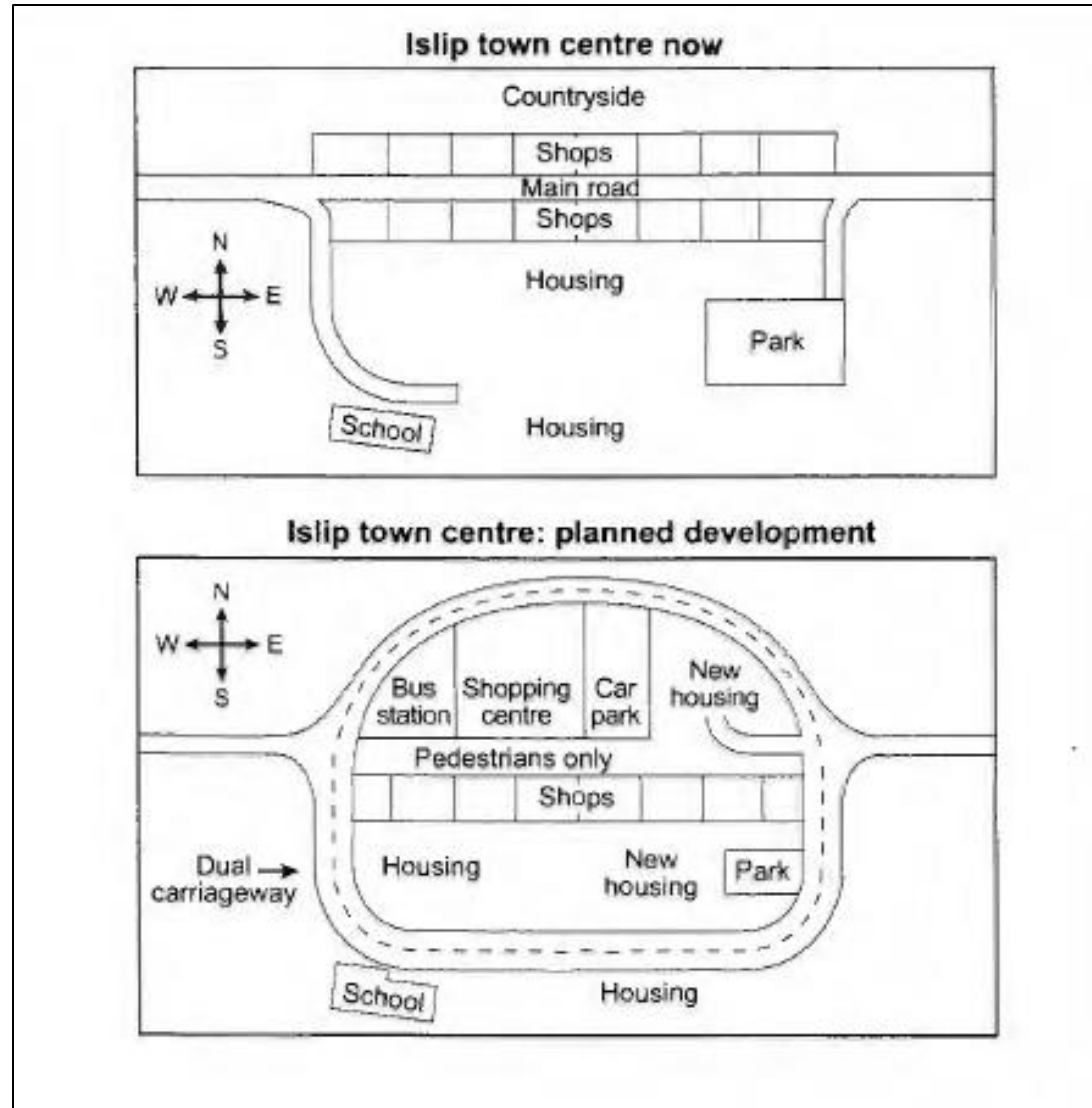 Islip town centre now
Countryside
Shops
Main road
Shops
N
W E
S
Housing
Park
School
Housing
Islip town centre: planned development
N
W E
S
Bus
station
Shopping
centre
Car
park
New
housing
Pedestrians only
Shops
Dual
carriageway
Housing
New
housing
Park
School
Housing